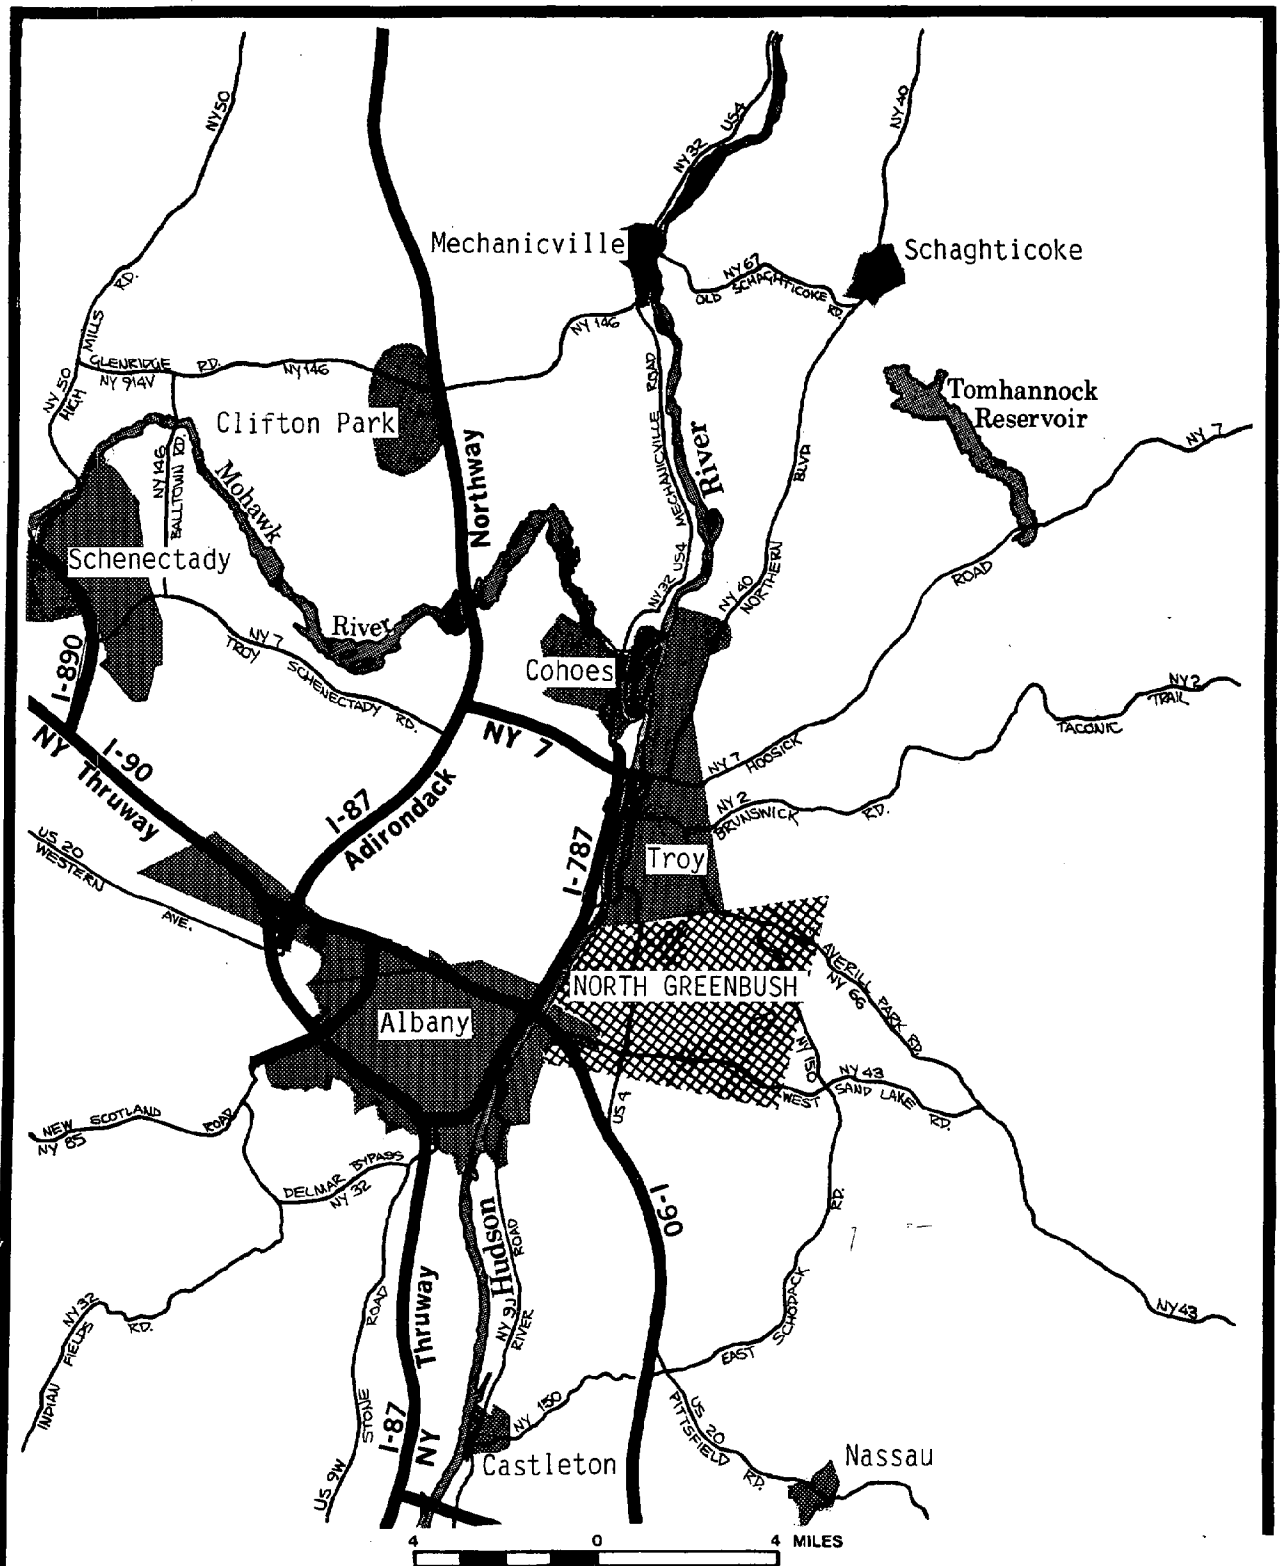 NY 50
NY 32
US 4
NY 40
Mechanicville
Schaghticoke
NY 67
OLD SCHAGHTICOKE
RD.
RD.
MILLS
NY 146
GLENRIDGE
RD.
NY 146
NY 914V
NY 50
HIGH
Clifton Park
ROAD
MECHANICVILLE
Tomhannock
Reservoir
NY 7
NY 146
BALLTOWN RD.
Mohawk
Northway
River
BLVD
Schenectady
US4
NY 32
NY 40
NORTHERN
ROAD
River
NY 7
TROY
SCHENECTADY
RD.
Cohoes
I-890
NY 2
TRAIL
TACONIC
NY 7
NY
Thruway
I-90
NY 7
HOOSICK
I-87
Adirondack
NY 2
BRUNSWICK
RD.
US 20
WESTERN
AVE.
I-787
Troy
AVERILL PARK RD.
NY 66
NORTH GREENBUSH
Albany
NY 150
NY 43
WEST
SAND LAKE
RD.
US 4
NEW SCOTLAND
ROAD
NY 85
DELMAR BYPASS
NY 32
I-90
RD.
Hudson
ROAD
NY 9J
RIVER
NY 32
INDIAN FIELDS
RD.
ROAD
Thruway
EAST
SCHODACK
NY 43
STONE
I-87
NY
NY 150
US 20
PITTSFIELD
RD.
US 9W
Castleton
Nassau
4
0
4 MILES